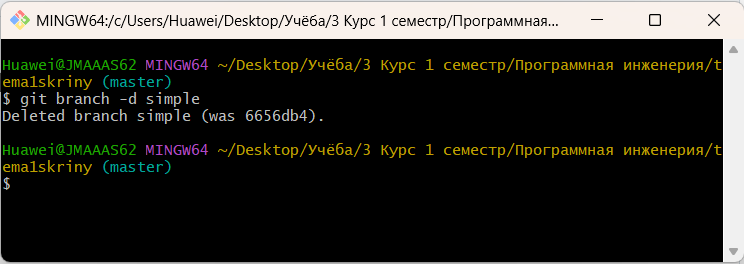 MINGW64:/c/Users/Huawei/Desktop/Учёба/3 Курс 1 семестр/Программная...
Huawei@JMAAAS62 MINGW64 ~/Desktop/Учёба/3 Курс 1 семестр/Программная инженерия/t
ema1skriny (master)
$ git branch -d simple
Deleted branch simple (was 6656db4).
Huawei@JMAAAS62 MINGW64 ~/Desktop/Учёба/3 Курс 1 семестр/Программная инженерия/t
ema1skriny (master)
$